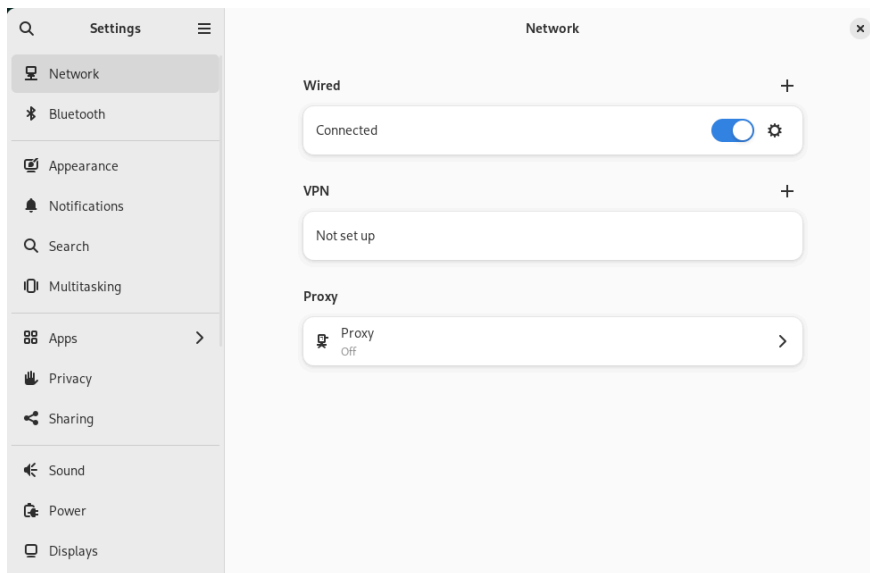 Settings
Network
Bluetooth
Appearance
Notifications
Search
Multitasking
Apps
Privacy
Sharing
Sound
Power
Displays
Network
Wired
Connected
VPN
Not set up
Proxy
Proxy
Off